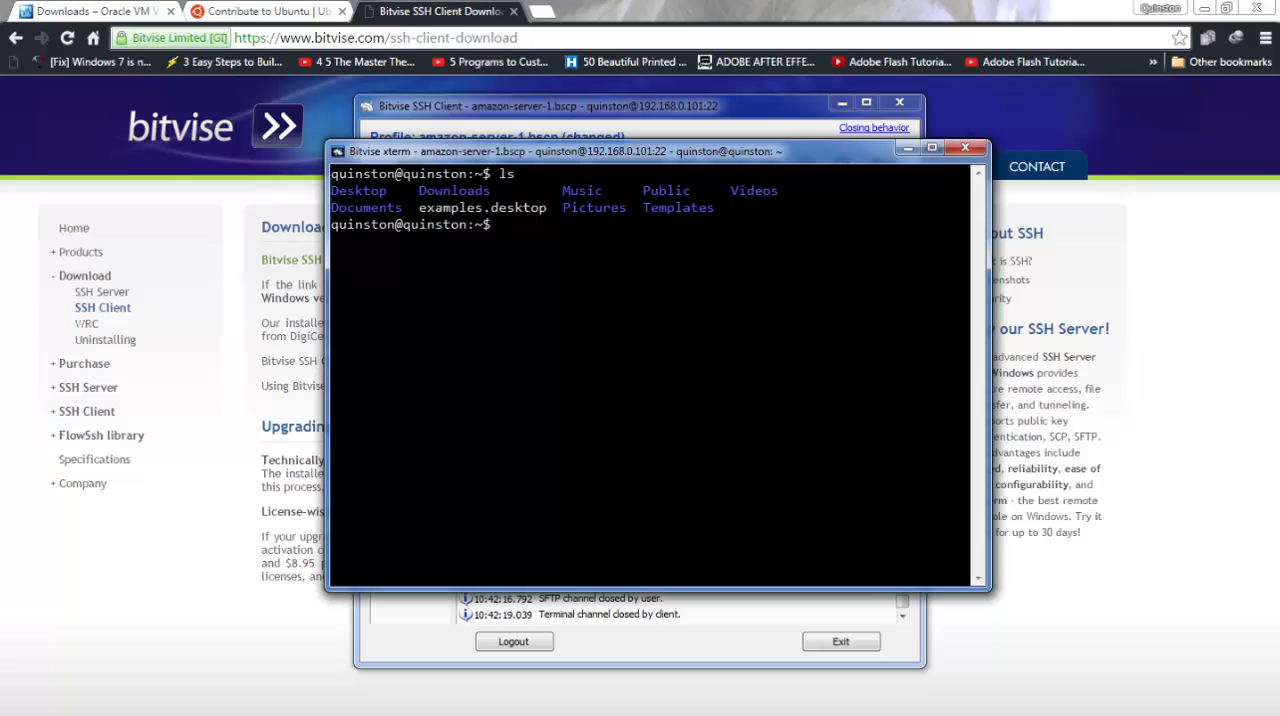 Downloads – Oracle VM V
Contribute to Ubuntu | Ub
Bitvise SSH Client Downlo
Quinston
Bitvise Limited [GI]
https://www.bitvise.com/ssh-client-download
[Fix] Windows 7 is n...
3 Easy Steps to Buil...
4 5 The Master The...
5 Programs to Cust...
50 Beautiful Printed ...
ADOBE AFTER EFFE...
Adobe Flash Tutoria...
Adobe Flash Tutoria...
»
Other bookmarks
bitvise
CONTACT
Bitvise SSH Client - amazon-server-1.bscp - quinston@192.168.0.101:22
Closing behavior
Profile: amazon-server-1.bscp (changed)
Bitvise xterm - amazon-server-1.bscp - quinston@192.168.0.101:22 - quinston@quinston: ~
quinston@quinston:~$ ls
Desktop Downloads Music Public Videos
Documents examples.desktop Pictures Templates
quinston@quinston:~$
Home
+ Products
- Download
SSH Server
SSH Client
WRC
Uninstalling
+ Purchase
+ SSH Server
+ SSH Client
+ FlowSsh library
Specifications
+ Company
Downloa
Bitvise SSH
If the link
Windows ve
Our installe
from DigiCe
Bitvise SSH C
Using Bitvise
Upgradin
Technically
The installe
this process,
License-wis
If your upgr
activation c
and $8.95 p
licenses, an
out SSH
t is SSH?
enshots
rity
our SSH Server!
advanced SSH Server
Windows provides
re remote access, file
sfer, and tunneling.
orts public key
entication, SCP, SFTP.
dvantages include
ed, reliability, ease of
configurability, and
rm - the best remote
ole on Windows. Try it
for up to 30 days!
10:42:16.792 SFTP channel closed by user.
10:42:19.039 Terminal channel closed by client.
Logout
Exit